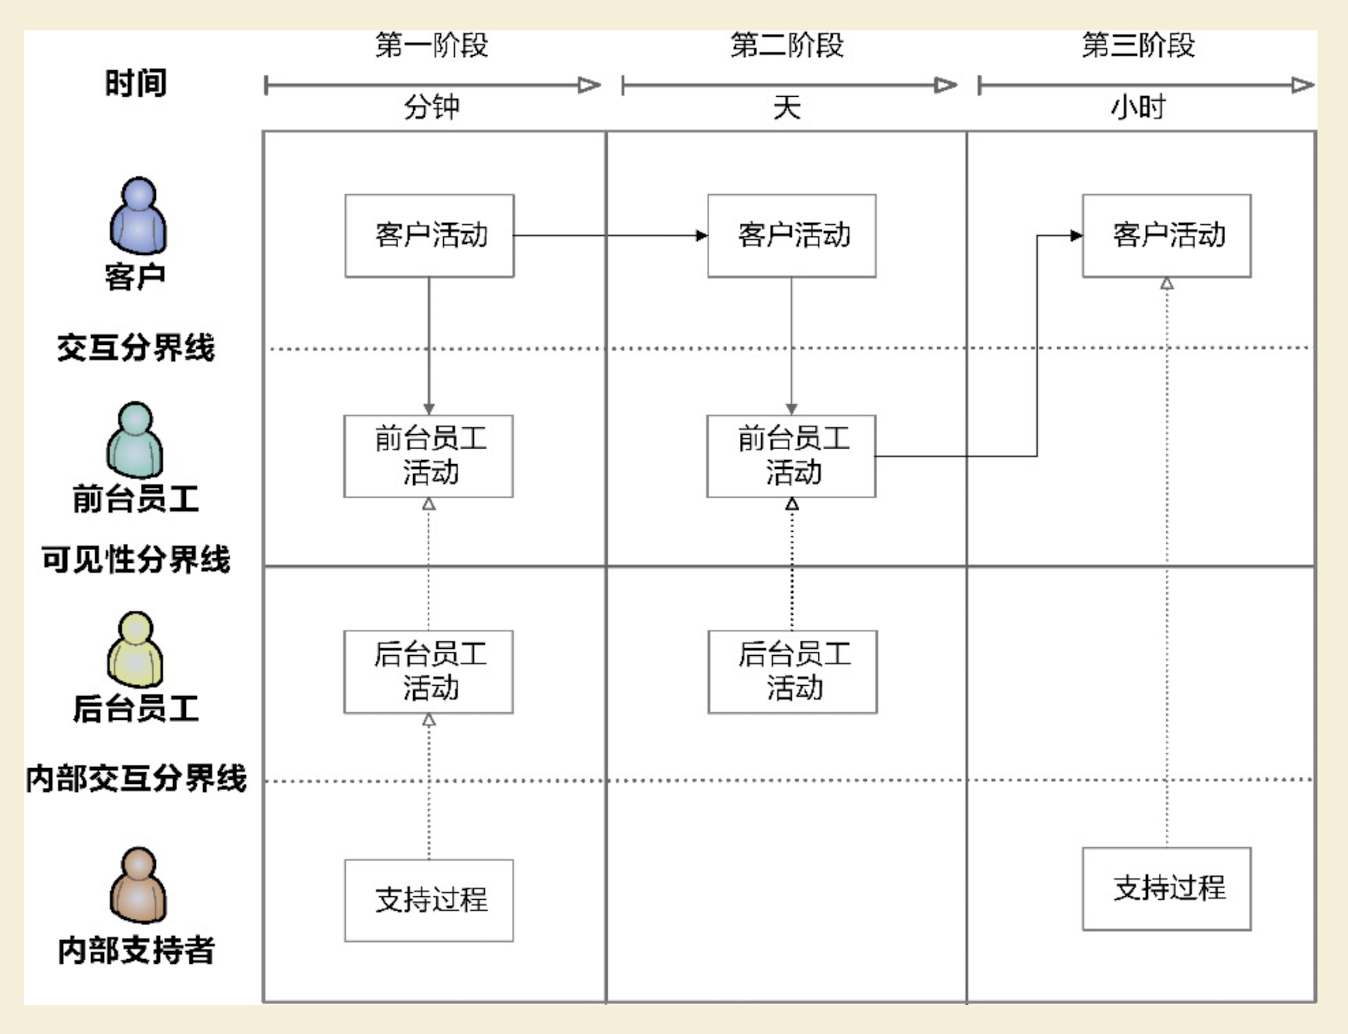 第一阶段
第二阶段
第三阶段
时间
分钟
天
小时
客户活动
客户活动
客户活动
客户
交互分界线
前台员工
活动
前台员工
活动
前台员工
可见性分界线
后台员工
活动
后台员工
活动
后台员工
内部交互分界线
支持过程
支持过程
内部支持者